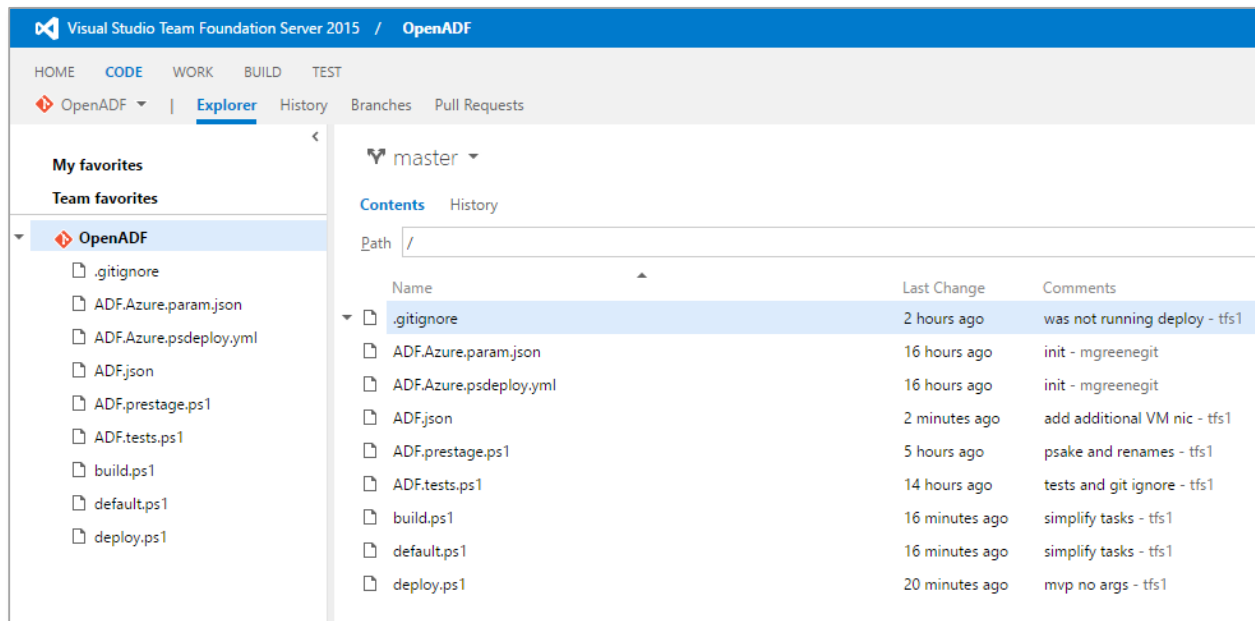 Visual Studio Team Foundation Server 2015 / OpenADF
HOME CODE WORK BUILD TEST
OpenADF | Explorer History Branches Pull Requests
<
My favorites
Team favorites
OpenADF
.gitignore
ADF.Azure.param.json
ADF.Azure.psdeploy.yml
ADF.json
ADF.prestage.ps1
ADF.tests.ps1
build.ps1
default.ps1
deploy.ps1
master
Contents History
Path /
Name Last Change Comments
.gitignore 2 hours ago was not running deploy - tfs1
ADF.Azure.param.json 16 hours ago init - mgreenegit
ADF.Azure.psdeploy.yml 16 hours ago init - mgreenegit
ADF.json 2 minutes ago add additional VM nic - tfs1
ADF.prestage.ps1 5 hours ago psake and renames - tfs1
ADF.tests.ps1 14 hours ago tests and git ignore - tfs1
build.ps1 16 minutes ago simplify tasks - tfs1
default.ps1 16 minutes ago simplify tasks - tfs1
deploy.ps1 20 minutes ago mvp no args - tfs1